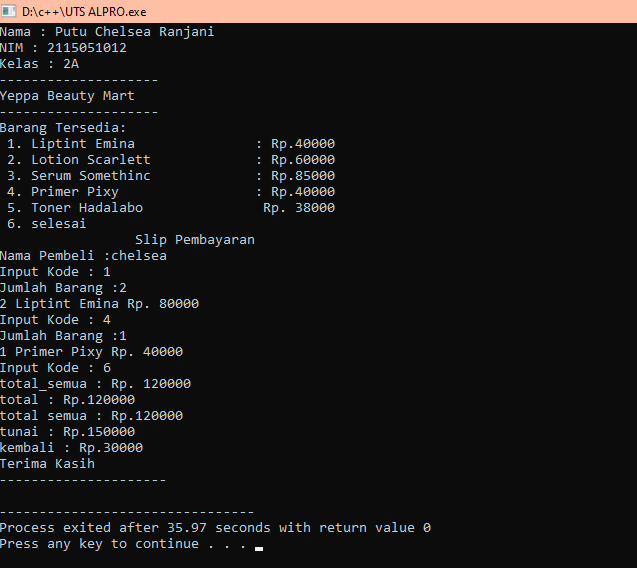 D:\c++\UTS ALPRO.exe
Nama : Putu Chelsea Ranjani
NIM : 2115051012
Kelas : 2A
--------------------
Yeppa Beauty Mart
--------------------
Barang Tersedia:
 1. Liptint Emina               : Rp.40000
 2. Lotion Scarlett             : Rp.60000
 3. Serum Somethinc             : Rp.85000
 4. Primer Pixy                 : Rp.40000
 5. Toner Hadalabo               Rp. 38000
 6. selesai
                 Slip Pembayaran
Nama Pembeli :chelsea
Input Kode : 1
Jumlah Barang :2
2 Liptint Emina Rp. 80000
Input Kode : 4
Jumlah Barang :1
1 Primer Pixy Rp. 40000
Input Kode : 6
total_semua : Rp. 120000
total : Rp.120000
total semua : Rp.120000
tunai : Rp.150000
kembali : Rp.30000
Terima Kasih
---------------------
--------------------------------
Process exited after 35.97 seconds with return value 0
Press any key to continue . . .